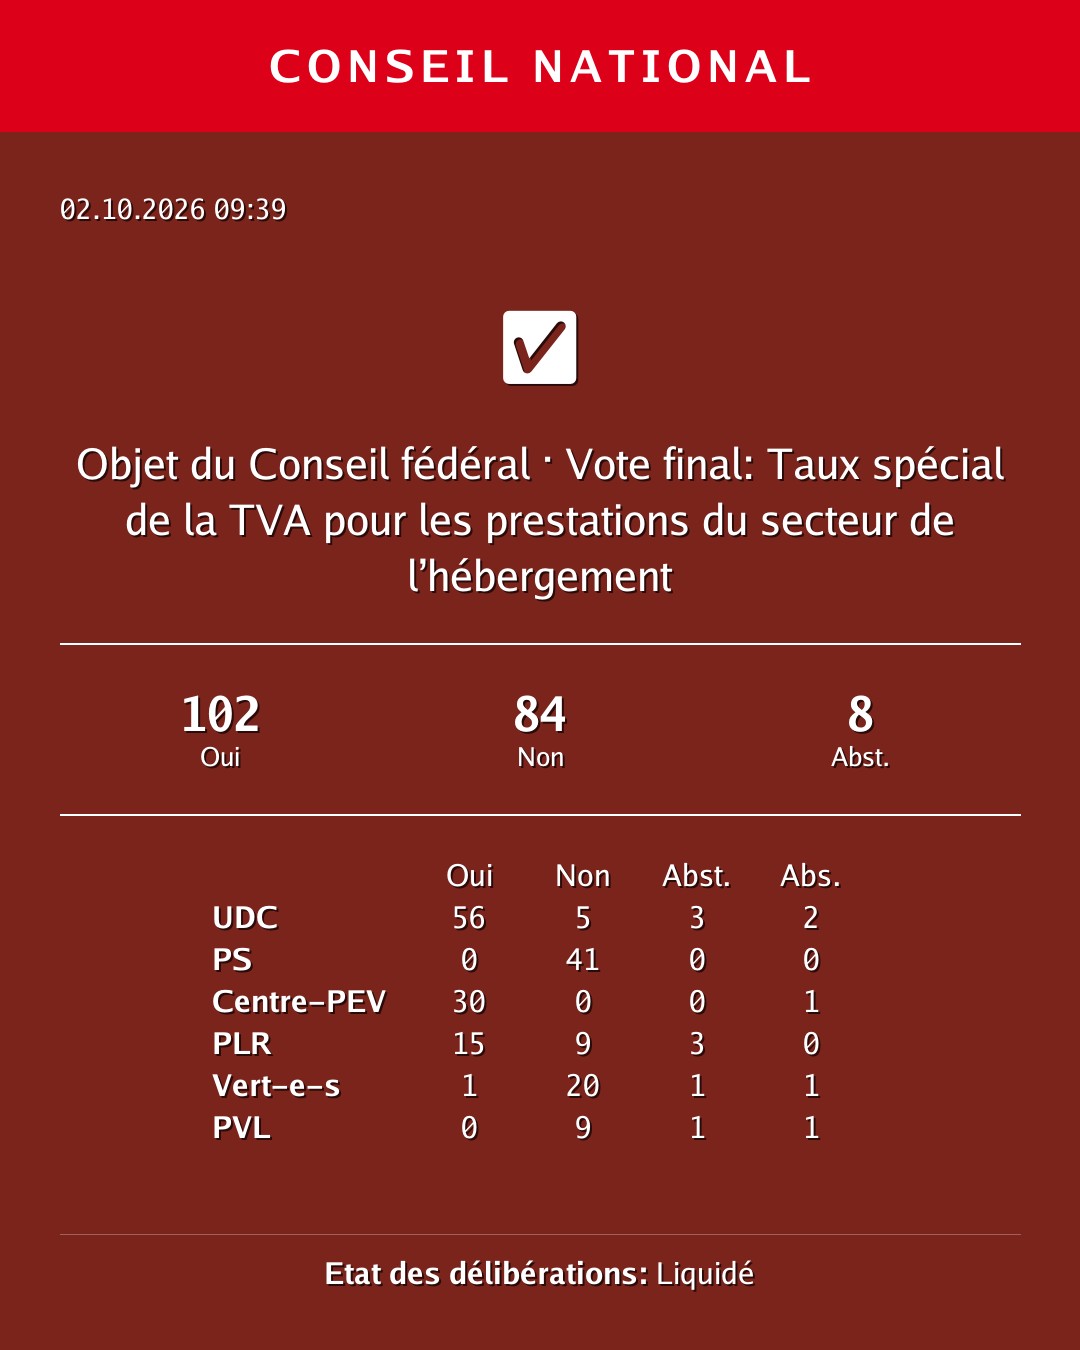 CONSEIL NATIONAL
02.10.2026 09:39
Objet du Conseil fédéral · Vote final: Taux spécial
de la TVA pour les prestations du secteur de
l’hébergement
102 84 8
Oui Non Abst.
Oui Non Abst. Abs.
UDC 56 5 3 2
PS 0 41 0 0
Centre-PEV 30 0 0 1
PLR 15 9 3 0
Vert-e-s 1 20 1 1
PVL 0 9 1 1
Etat des délibérations: Liquidé